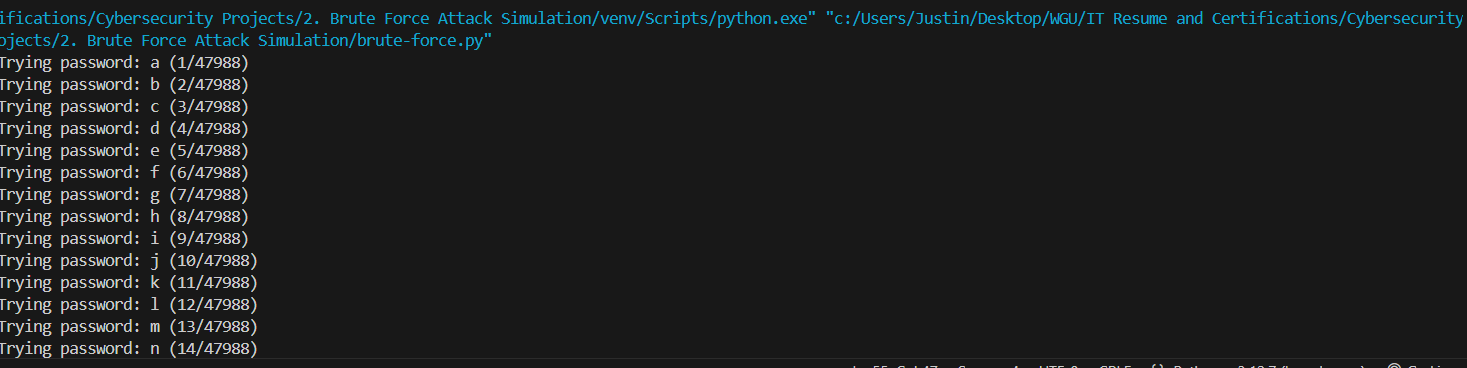 ifications/Cybersecurity Projects/2. Brute Force Attack Simulation/venv/Scripts/python.exe" "c:/Users/Justin/Desktop/WGU/IT Resume and Certifications/Cybersecurity
ojects/2. Brute Force Attack Simulation/brute-force.py"
Trying password: a (1/47988)
Trying password: b (2/47988)
Trying password: c (3/47988)
Trying password: d (4/47988)
Trying password: e (5/47988)
Trying password: f (6/47988)
Trying password: g (7/47988)
Trying password: h (8/47988)
Trying password: i (9/47988)
Trying password: j (10/47988)
Trying password: k (11/47988)
Trying password: l (12/47988)
Trying password: m (13/47988)
Trying password: n (14/47988)